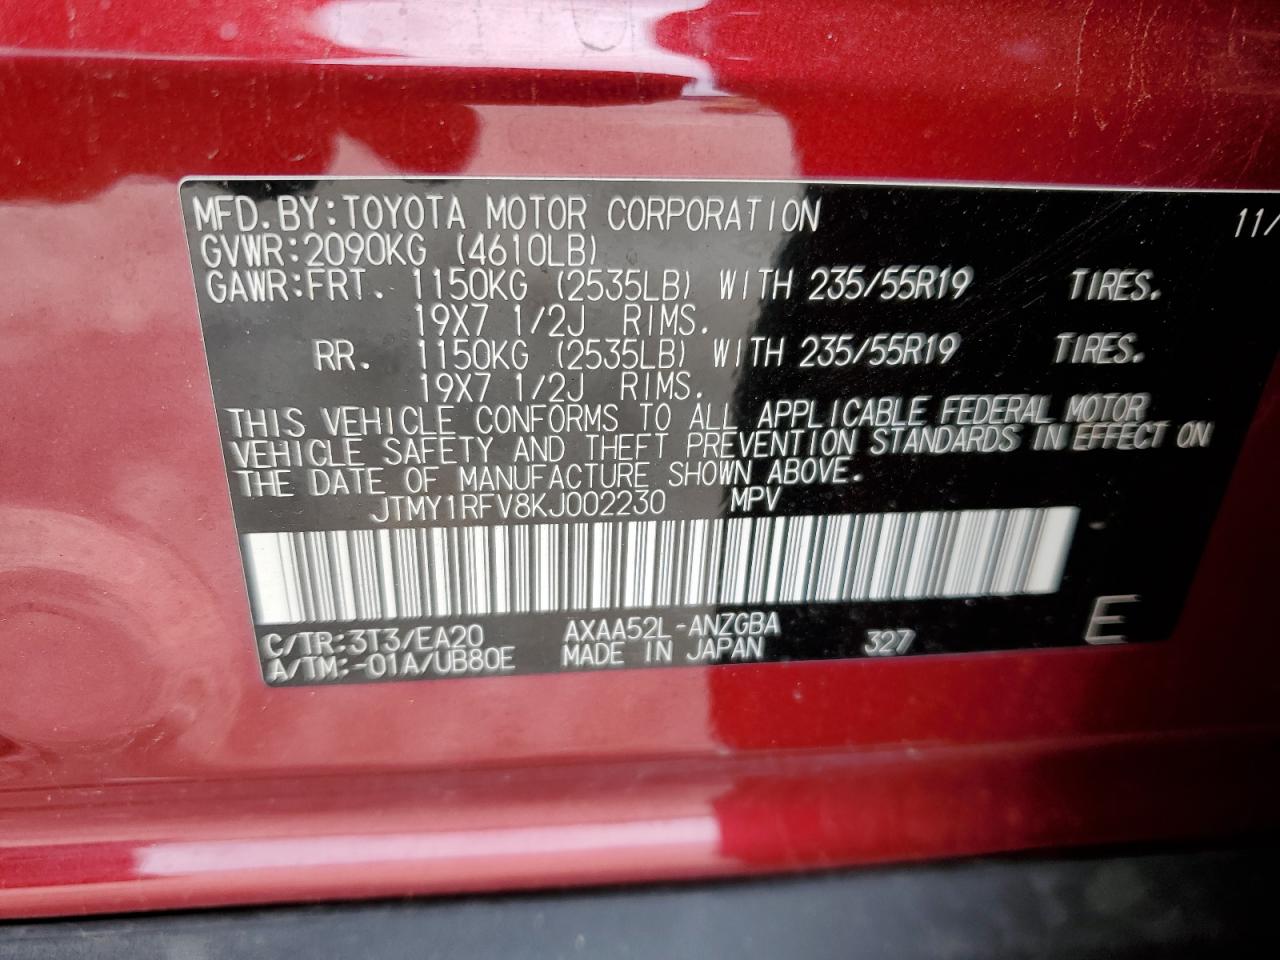 MFD. BY: TOYOTA MOTOR CORPORATION 11/
GVWR: 2090KG (4610LB)
GAWR: FRT. 1150KG (2535LB) WITH 235/55R19 TIRES.
19X7 1/2J RIMS.
RR. 1150KG (2535LB) WITH 235/55R19 TIRES.
19X7 1/2J RIMS.
THIS VEHICLE CONFORMS TO ALL APPLICABLE FEDERAL MOTOR
VEHICLE SAFETY AND THEFT PREVENTION STANDARDS IN EFFECT ON
THE DATE OF MANUFACTURE SHOWN ABOVE.
JTMY1RFV8KJ002230 MPV
C/TR: 3T3/EA20 AXAA52L-ANZGBA
A/TM: -01A/UB80E MADE IN JAPAN 327 E